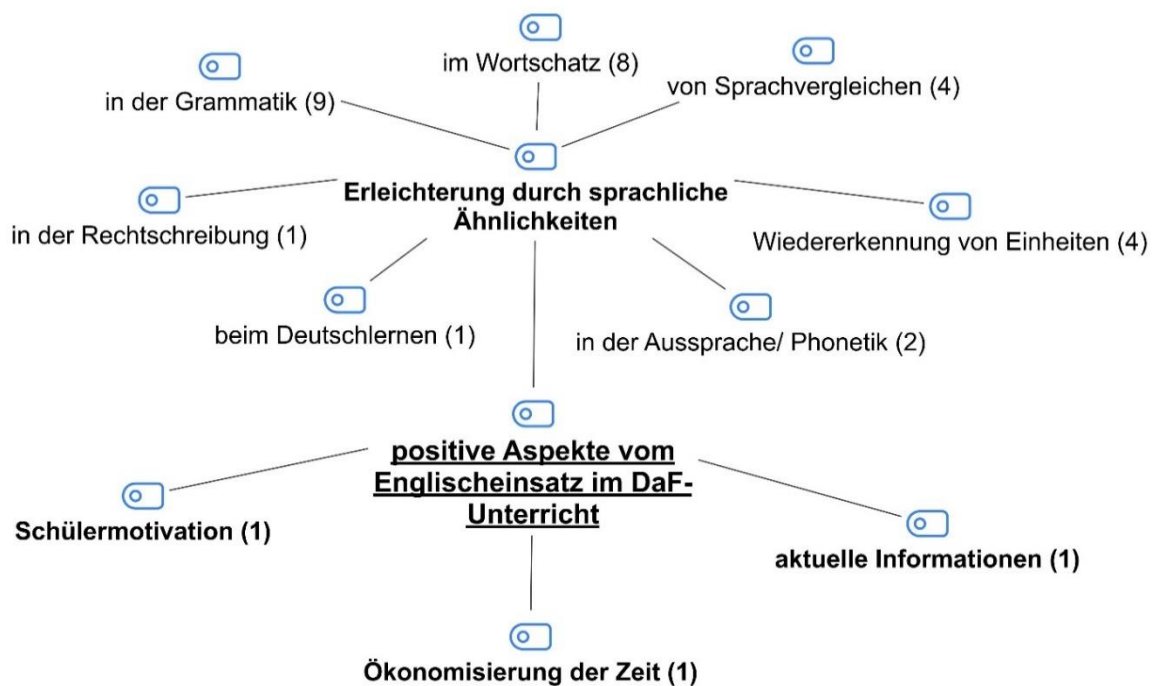 im Wortschatz (8)
in der Grammatik (9)
von Sprachvergleichen (4)
Erleichterung durch sprachliche
Ähnlichkeiten
in der Rechtschreibung (1)
Wiedererkennung von Einheiten (4)
beim Deutschlernen (1)
in der Aussprache/ Phonetik (2)
positive Aspekte vom
Englischeinsatz im DaF-
Unterricht
Schülermotivation (1)
aktuelle Informationen (1)
Ökonomisierung der Zeit (1)